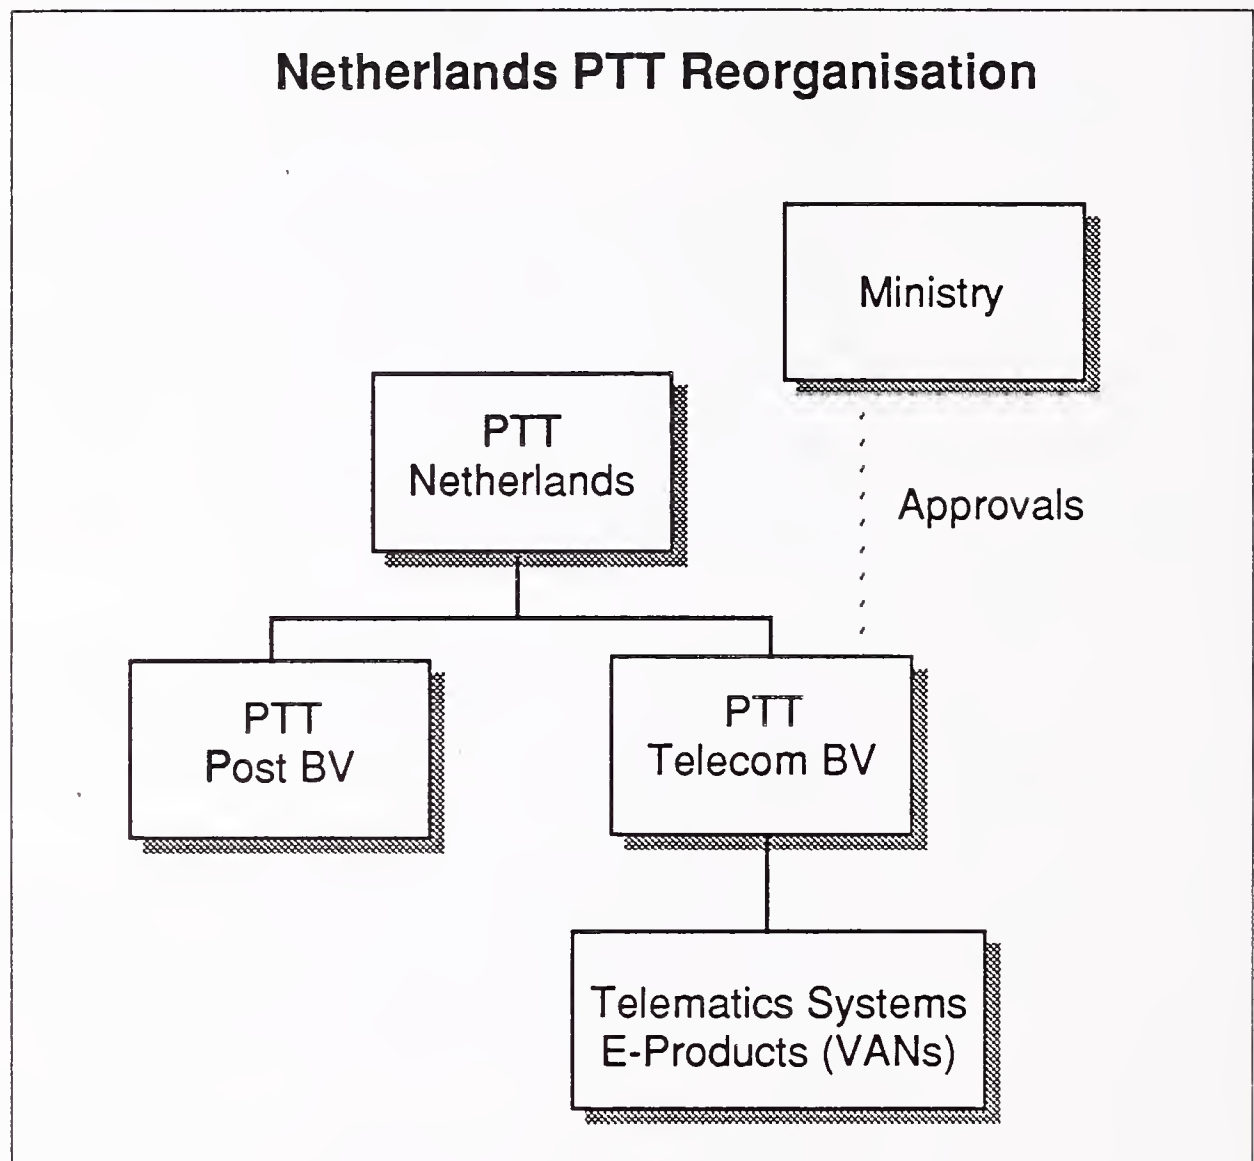 Netherlands PTT Reorganisation
Ministry
PTT
Netherlands
Approvals
PTT
Post BV
PTT
Telecom BV
Telematics Systems
E-Products (VANs)